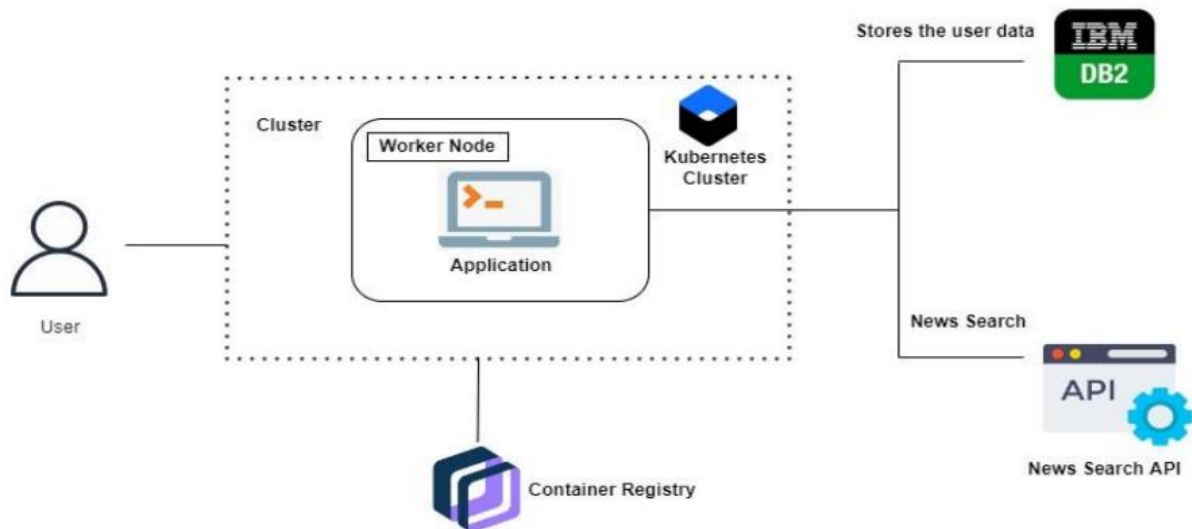 Stores the user data
IBM
DB2
Cluster
Worker Node
Kubernetes
Cluster
Application
User
News Search
API
News Search API
Container Registry